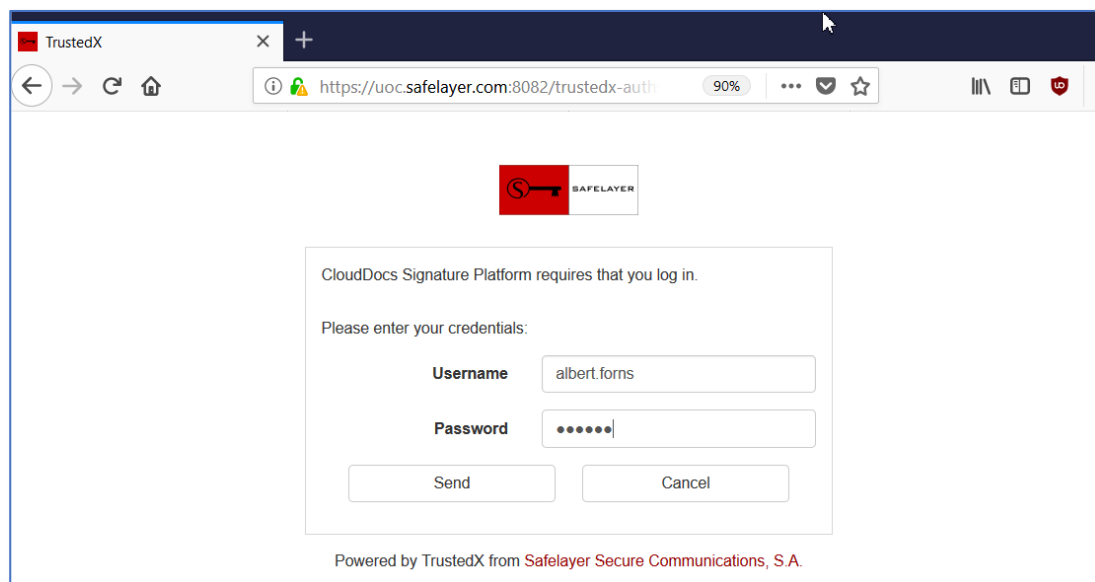 TrustedX
https://uoc.safelayer.com:8082/trustedx-auth
90%
S SAFELAYER
CloudDocs Signature Platform requires that you log in.
Please enter your credentials:
Username albert.forns
Password ●●●●●●
Send Cancel
Powered by TrustedX from Safelayer Secure Communications, S.A.